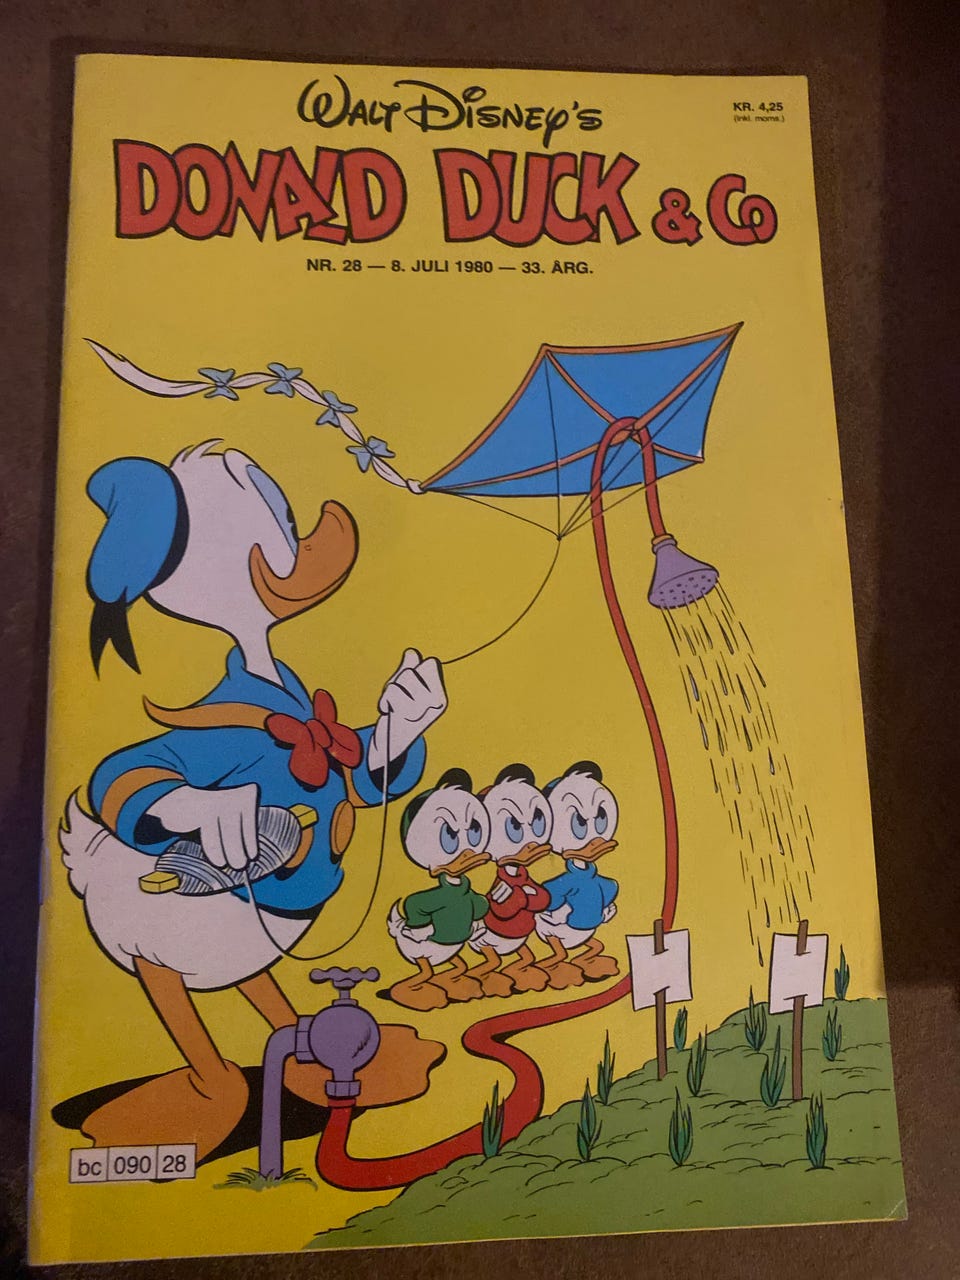 Walt Disney's
KR. 4,25
(inkl. moms.)
DONALD DUCK & Co
NR. 28 — 8. JULI 1980 — 33. ÅRG.
bc 090 28